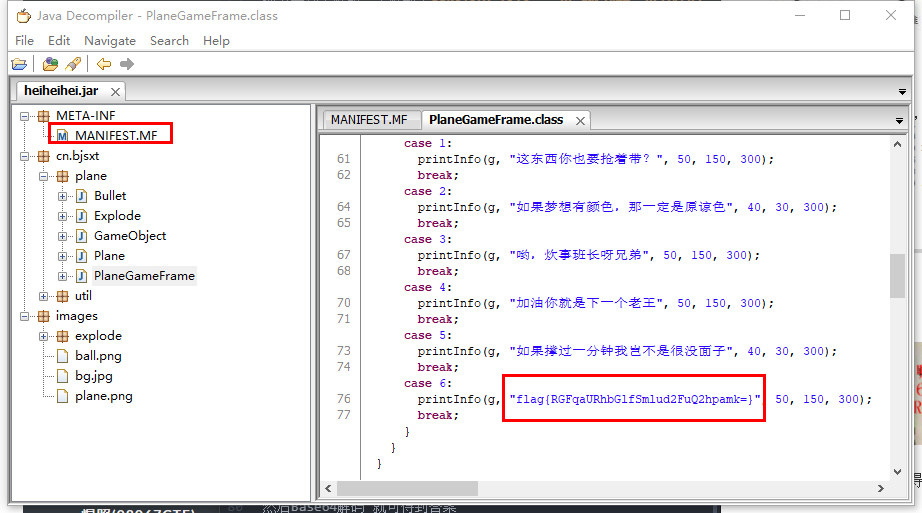 Java Decompiler - PlaneGameFrame.class
File Edit Navigate Search Help
heiheihei.jar
META-INF
MANIFEST.MF
cn.bjsxt
plane
Bullet
Explode
GameObject
Plane
PlaneGameFrame
util
images
explode
ball.png
bg.jpg
plane.png
MANIFEST.MF PlaneGameFrame.class
case 1:
61 printInfo(g, "这东西你也要抢着带?", 50, 150, 300);
62 break;
case 2:
64 printInfo(g, "如果梦想有颜色,那一定是原谅色", 40, 30, 300);
65 break;
case 3:
67 printInfo(g, "哟,炊事班长呀兄弟", 50, 150, 300);
68 break;
case 4:
70 printInfo(g, "加油你就是下一个老王", 50, 150, 300);
71 break;
case 5:
73 printInfo(g, "如果撑过一分钟我岂不是很没面子", 40, 30, 300);
74 break;
case 6:
76 printInfo(g, "flag{RGFqaURhbGlfSmlud2FuQ2hpamk=}" 50, 150, 300);
77 break;
}
}
}
然后Base64解码 就可得到答案